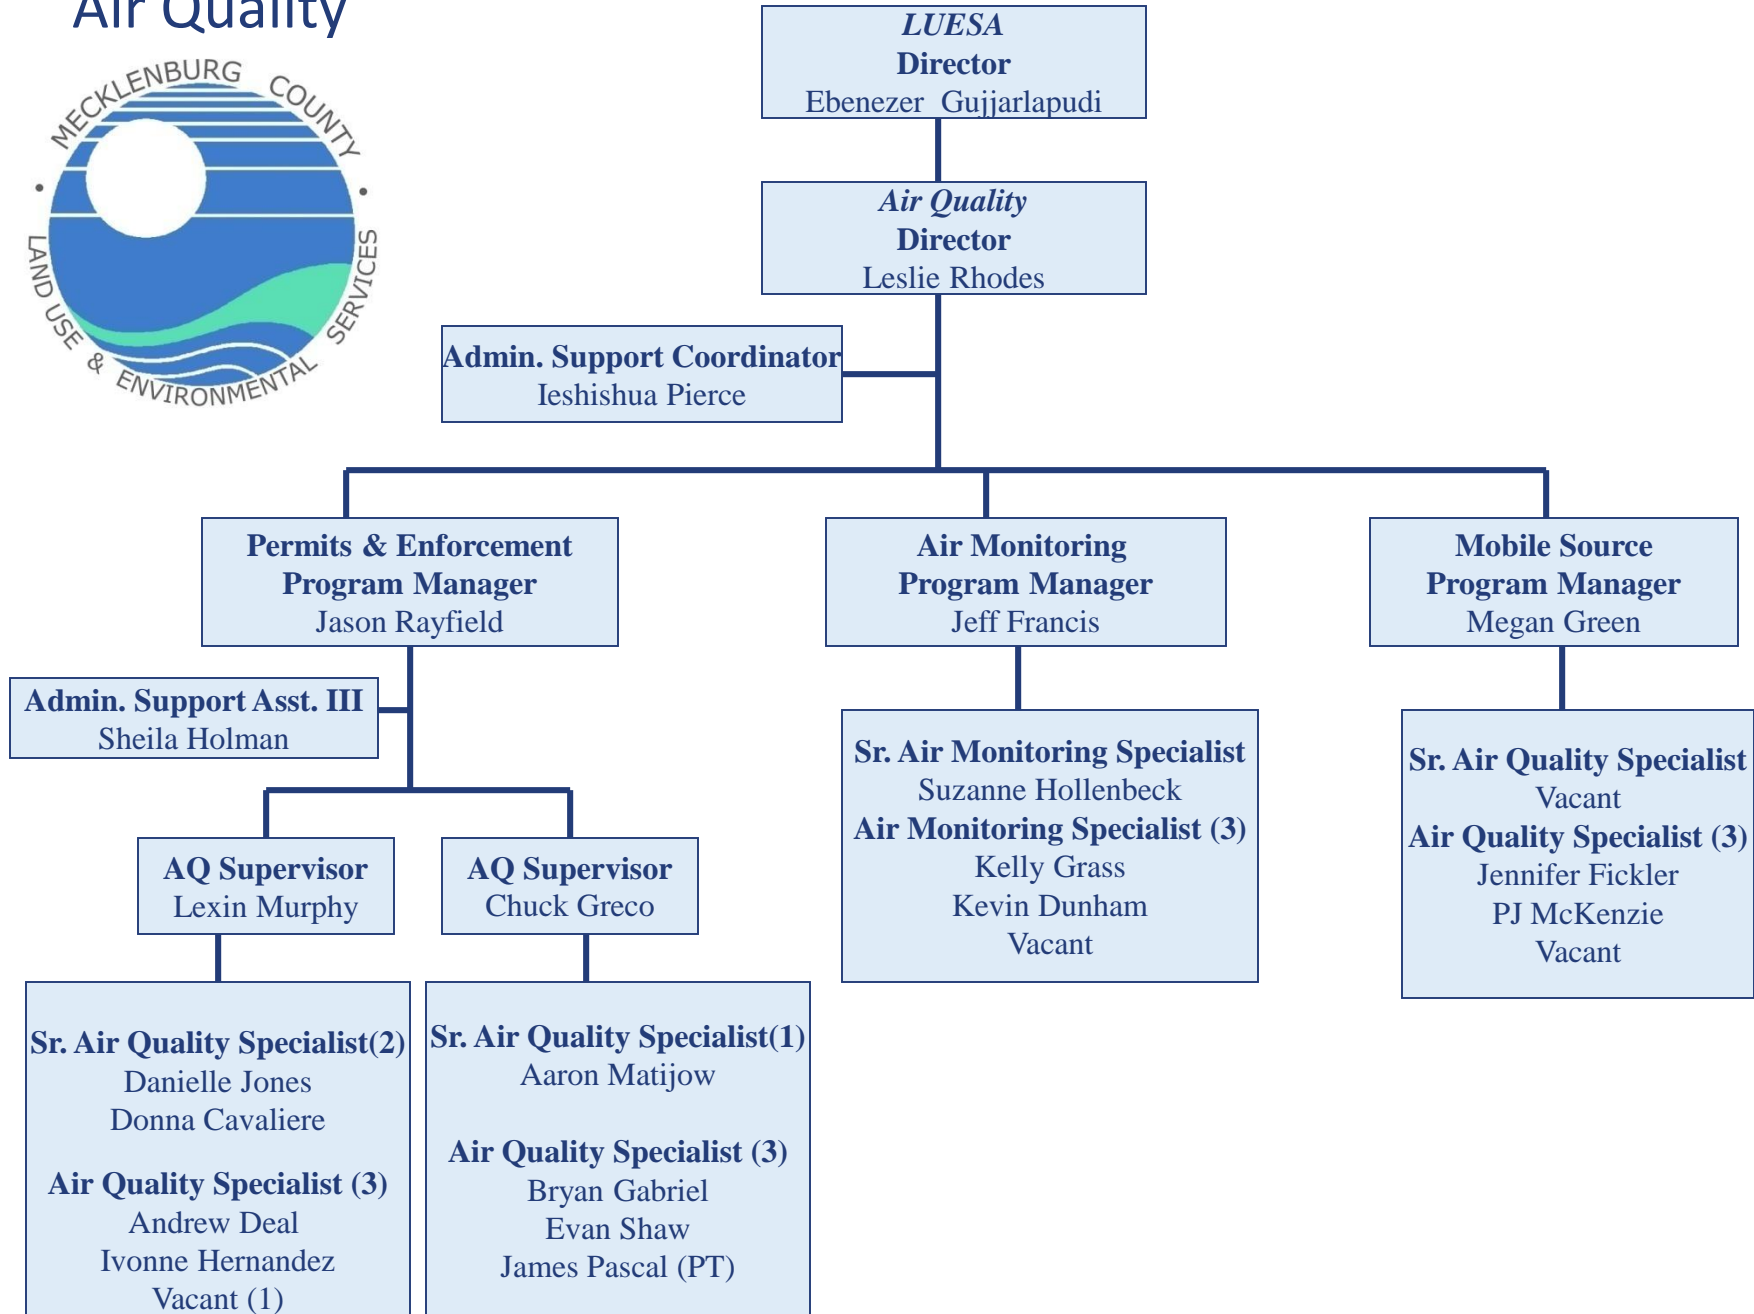 Air Quality
MECKLENBURG COUNTY
LAND USE & ENVIRONMENTAL SERVICES
LUESA
Director
Ebenezer Gujjarlapudi
Air Quality
Director
Leslie Rhodes
Admin. Support Coordinator
Ieshishua Pierce
Permits & Enforcement
Program Manager
Jason Rayfield
Air Monitoring
Program Manager
Jeff Francis
Mobile Source
Program Manager
Megan Green
Admin. Support Asst. III
Sheila Holman
AQ Supervisor
Lexin Murphy
AQ Supervisor
Chuck Greco
Sr. Air Monitoring Specialist
Suzanne Hollenbeck
Air Monitoring Specialist (3)
Kelly Grass
Kevin Dunham
Vacant
Sr. Air Quality Specialist
Vacant
Air Quality Specialist (3)
Jennifer Fickler
PJ McKenzie
Vacant
Sr. Air Quality Specialist(2)
Danielle Jones
Donna Cavaliere
Air Quality Specialist (3)
Andrew Deal
Ivonne Hernandez
Vacant (1)
Sr. Air Quality Specialist(1)
Aaron Matijow
Air Quality Specialist (3)
Bryan Gabriel
Evan Shaw
James Pascal (PT)